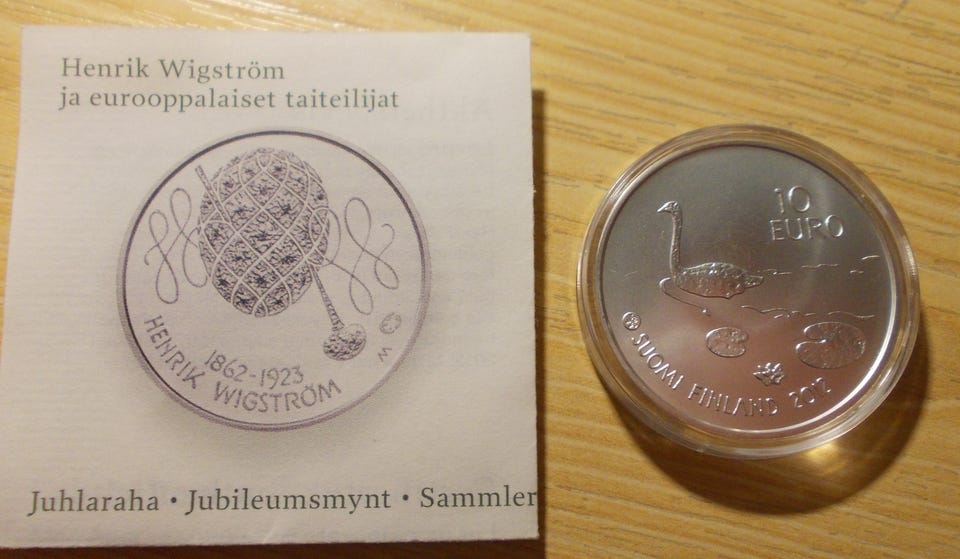 Henrik Wigström
ja eurooppalaiset taiteilijat
1862-1923
HENRIK WIGSTRÖM
M
Juhlaraha • Jubileumsmynt • Sammler
10
EURO
SUOMI FINLAND 2012